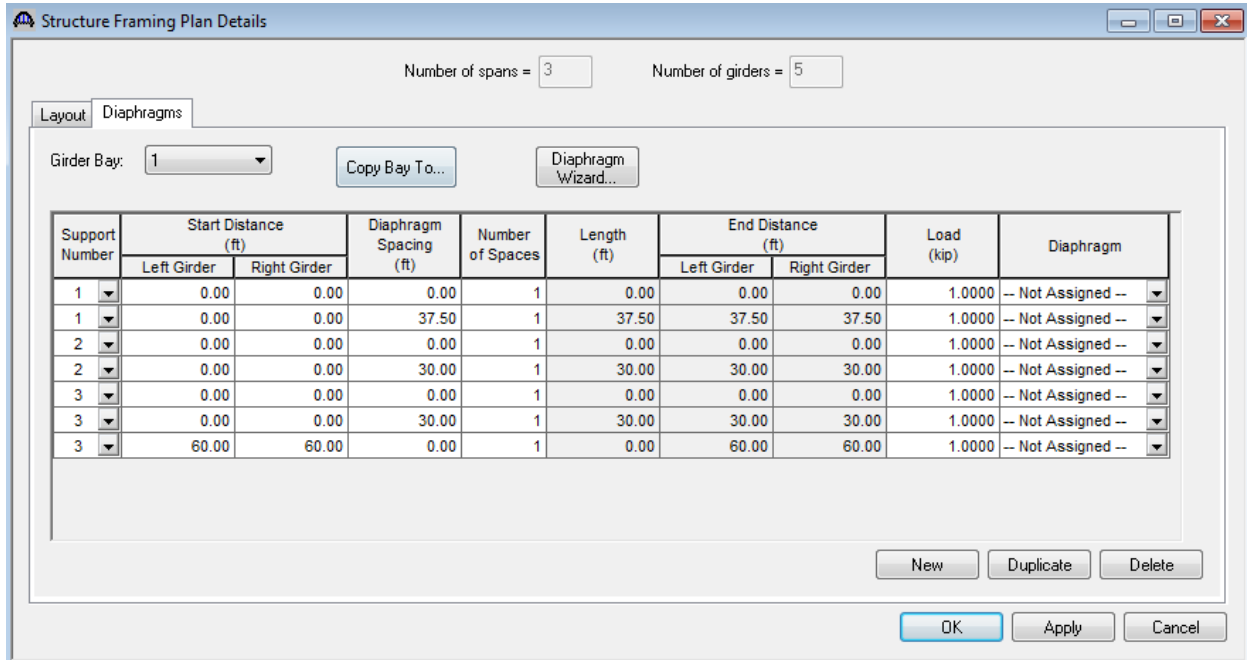 Structure Framing Plan Details
Number of spans = 3 Number of girders = 5
Layout Diaphragms
Girder Bay: 1 Copy Bay To... Diaphragm Wizard...
Support Number Start Distance (ft) Diaphragm Spacing (ft) Number of Spaces Length (ft) End Distance (ft) Load (kip) Diaphragm
Left Girder Right Girder Left Girder Right Girder
1 0.00 0.00 0.00 1 0.00 0.00 0.00 1.0000 -- Not Assigned --
1 0.00 0.00 37.50 1 37.50 37.50 37.50 1.0000 -- Not Assigned --
2 0.00 0.00 0.00 1 0.00 0.00 0.00 1.0000 -- Not Assigned --
2 0.00 0.00 30.00 1 30.00 30.00 30.00 1.0000 -- Not Assigned --
3 0.00 0.00 0.00 1 0.00 0.00 0.00 1.0000 -- Not Assigned --
3 0.00 0.00 30.00 1 30.00 30.00 30.00 1.0000 -- Not Assigned --
3 60.00 60.00 0.00 1 0.00 60.00 60.00 1.0000 -- Not Assigned --
New Duplicate Delete
OK Apply Cancel